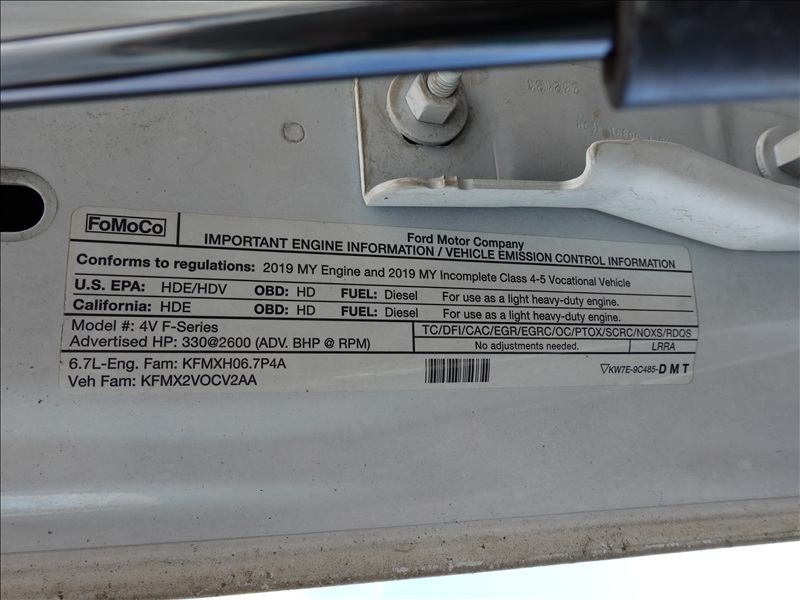 FoMoCo
Ford Motor Company
IMPORTANT ENGINE INFORMATION / VEHICLE EMISSION CONTROL INFORMATION
Conforms to regulations: 2019 MY Engine and 2019 MY Incomplete Class 4-5 Vocational Vehicle
U.S. EPA: HDE/HDV OBD: HD FUEL: Diesel For use as a light heavy-duty engine.
California: HDE OBD: HD FUEL: Diesel For use as a light heavy-duty engine.
Model #: 4V F-Series
Advertised HP: 330@2600 (ADV. BHP @ RPM)
TC/DFI/CAC/EGR/EGRC/OC/PTOX/SCRC/NOXS/RDQS
No adjustments needed. LRRA
6.7L-Eng. Fam: KFMXH06.7P4A
Veh Fam: KFMX2VOCV2AA
KW7E-9C485-DMT